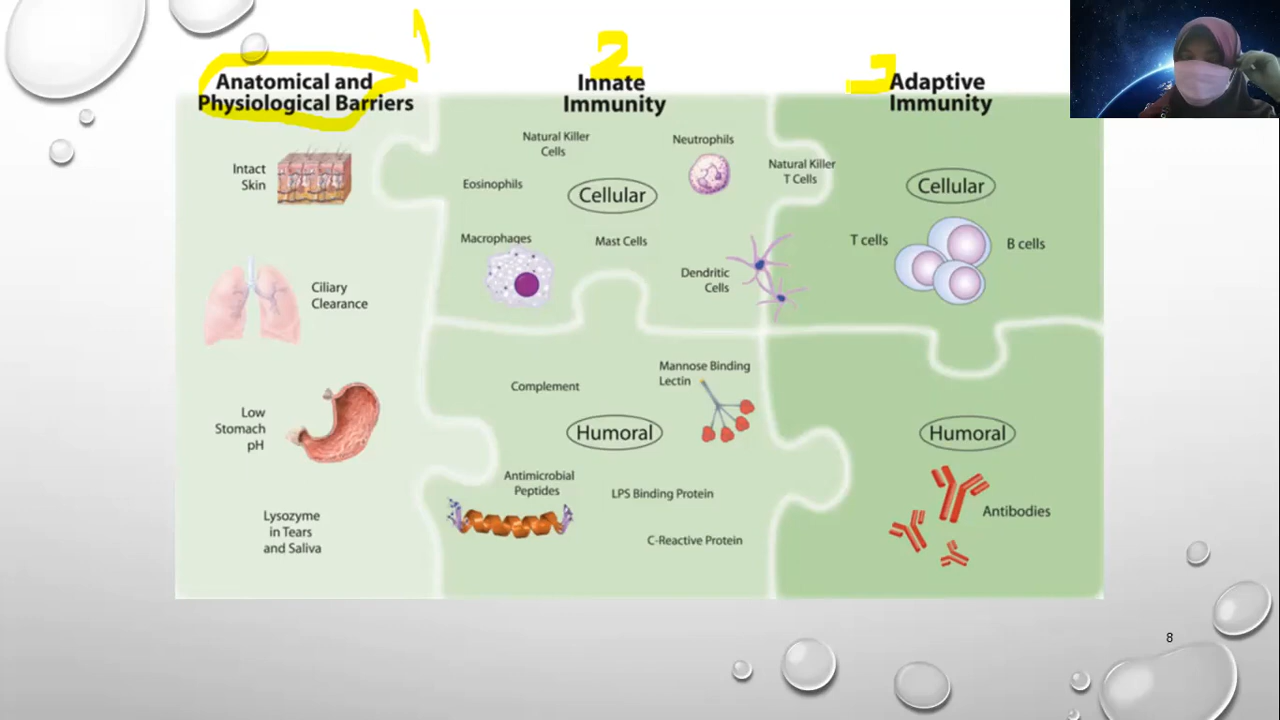 1
2
Anatomical and
Physiological Barriers
Innate
Immunity
Adaptive
Immunity
Intact
Skin
Ciliary
Clearance
Low
Stomach
pH
Lysozyme
in Tears
and Saliva
Natural Killer
Cells
Neutrophils
Eosinophils
Cellular
Macrophages
Mast Cells
Dendritic
Cells
Natural Killer
T Cells
Complement
Mannose Binding
Lectin
Humoral
Antimicrobial
Peptides
LPS Binding Protein
C-Reactive Protein
Cellular
T cells
B cells
Humoral
Antibodies
8